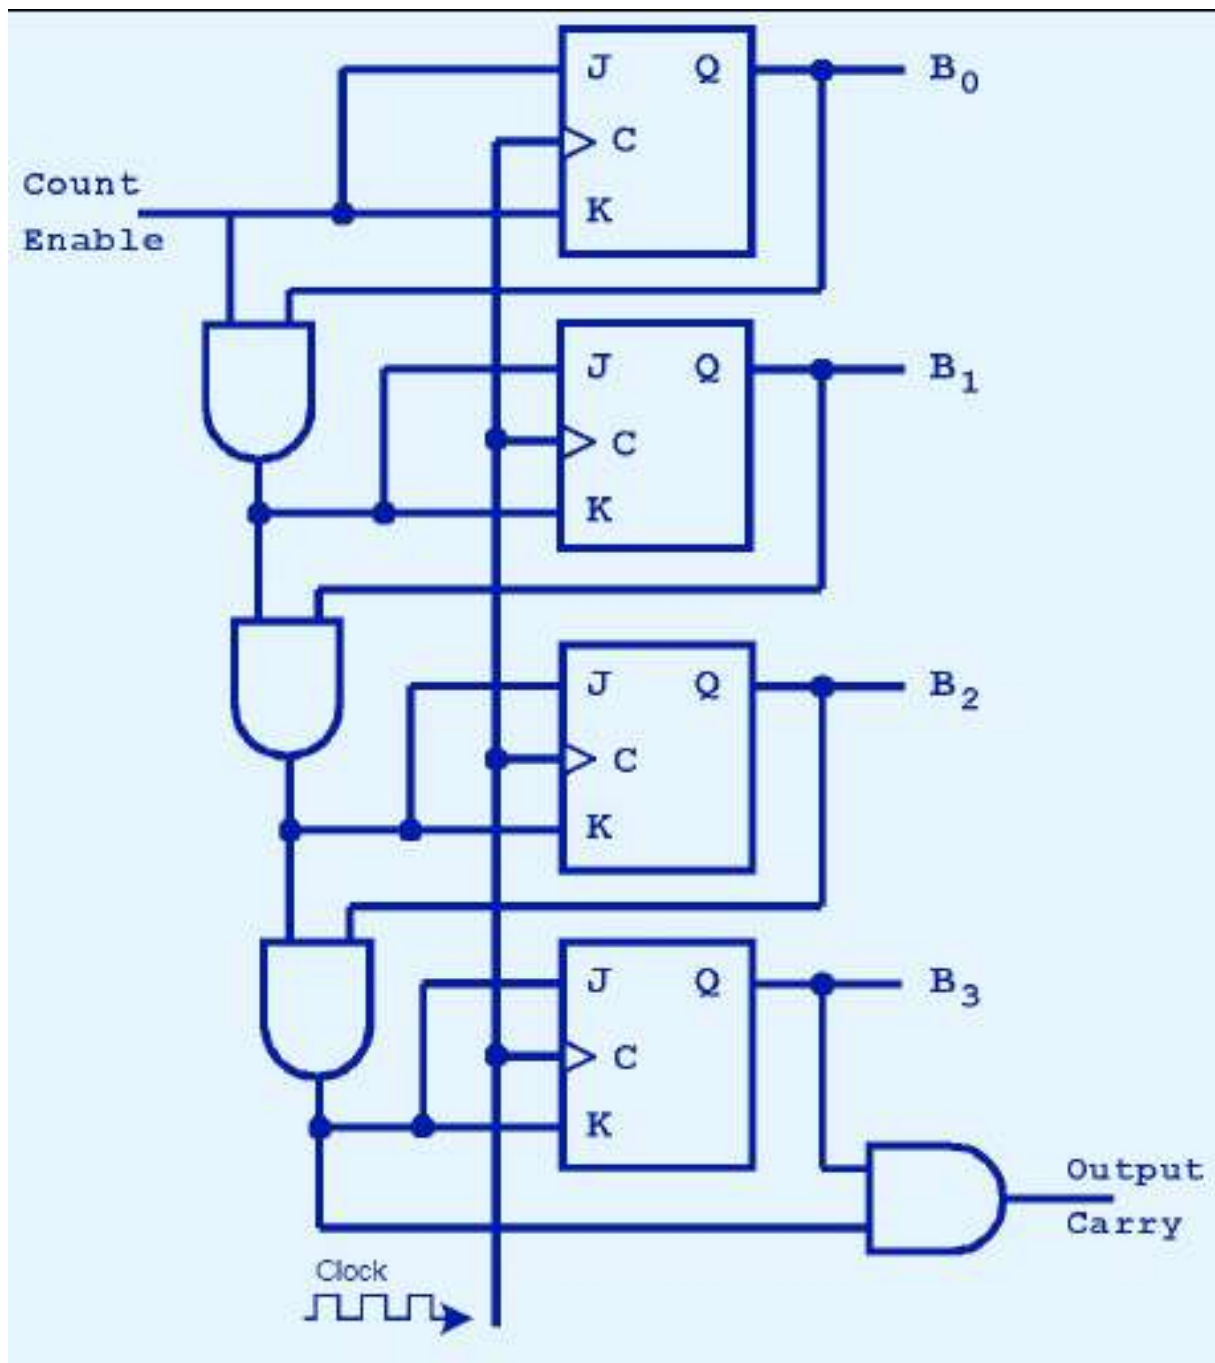 J Q B0
C
Count
K
Enable
J Q B1
C
K
J Q B2
C
K
J Q B3
C
K
Output
Carry
Clock